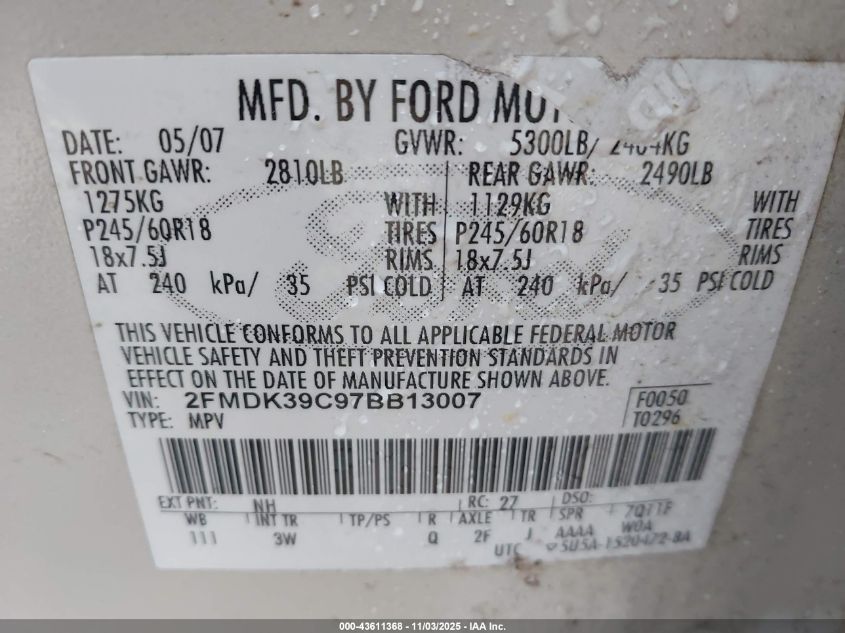 MFD. BY FORD
DATE: 05/07 GVWR: 5300LB/ 2404KG
FRONT GAWR: 2810LB REAR GAWR: 2490LB
1275KG WITH 1129KG WITH
P245/60R18 TIRES P245/60R18 TIRES
18x7.5J RIMS 18x7.5J RIMS
AT 240 kPa/ 35 PSI COLD AT 240 kPa/ 35 PSI COLD
THIS VEHICLE CONFORMS TO ALL APPLICABLE FEDERAL MOTOR
VEHICLE SAFETY AND THEFT PREVENTION STANDARDS IN
EFFECT ON THE DATE OF MANUFACTURE SHOWN ABOVE.
VIN: 2FMDK39C97BB13007 F0050
TYPE: MPV T0296
EXT PNT: NH RC: 27 DSO:
WB INT TR TP/PS R AXLE TR SPR
111 3W Q 2F J AAAA W0A
UTC
000-43611368 - 11/03/2025 - IAA Inc.